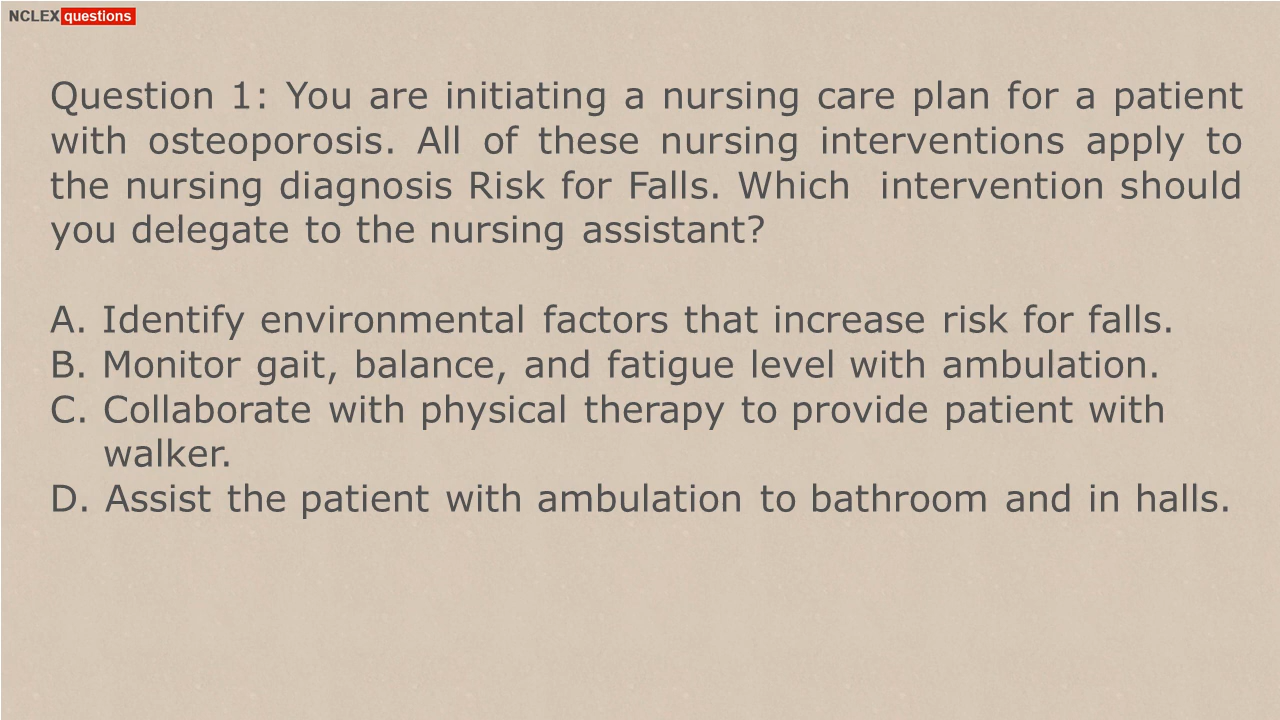 NCLEX questions
Question 1: You are initiating a nursing care plan for a patient
with osteoporosis. All of these nursing interventions apply to
the nursing diagnosis Risk for Falls. Which intervention should
you delegate to the nursing assistant?
A. Identify environmental factors that increase risk for falls.
B. Monitor gait, balance, and fatigue level with ambulation.
C. Collaborate with physical therapy to provide patient with
walker.
D. Assist the patient with ambulation to bathroom and in halls.